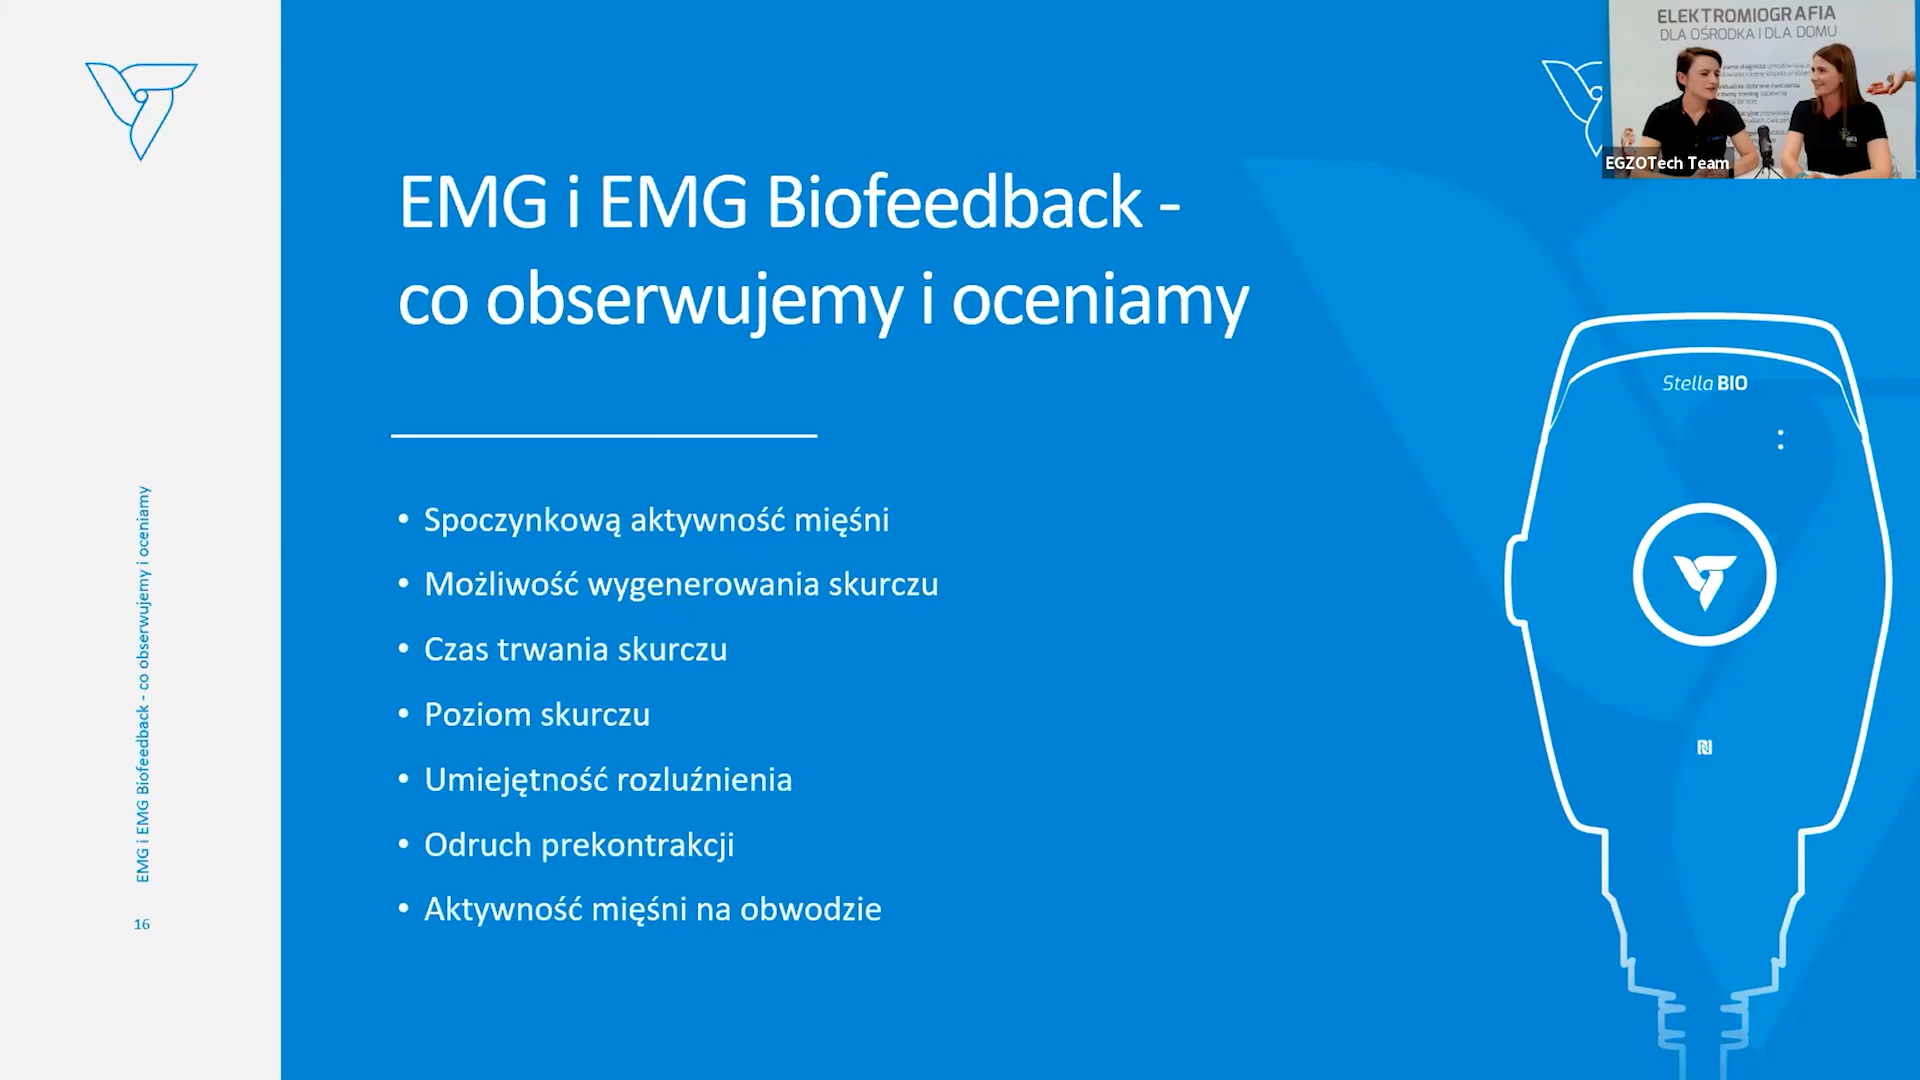 ELEKTROMIOGRAFIA
DLA OŚRODKA I DLA DOMU
EGZOTech Team
EMG i EMG Biofeedback -
co obserwujemy i oceniamy
Stella BIO
• Spoczynkową aktywność mięśni
• Możliwość wygenerowania skurczu
• Czas trwania skurczu
• Poziom skurczu
• Umiejętność rozluźnienia
• Odruch prekontrakcji
• Aktywność mięśni na obwodzie
EMG i EMG Biofeedback - co obserwujemy i oceniamy
16